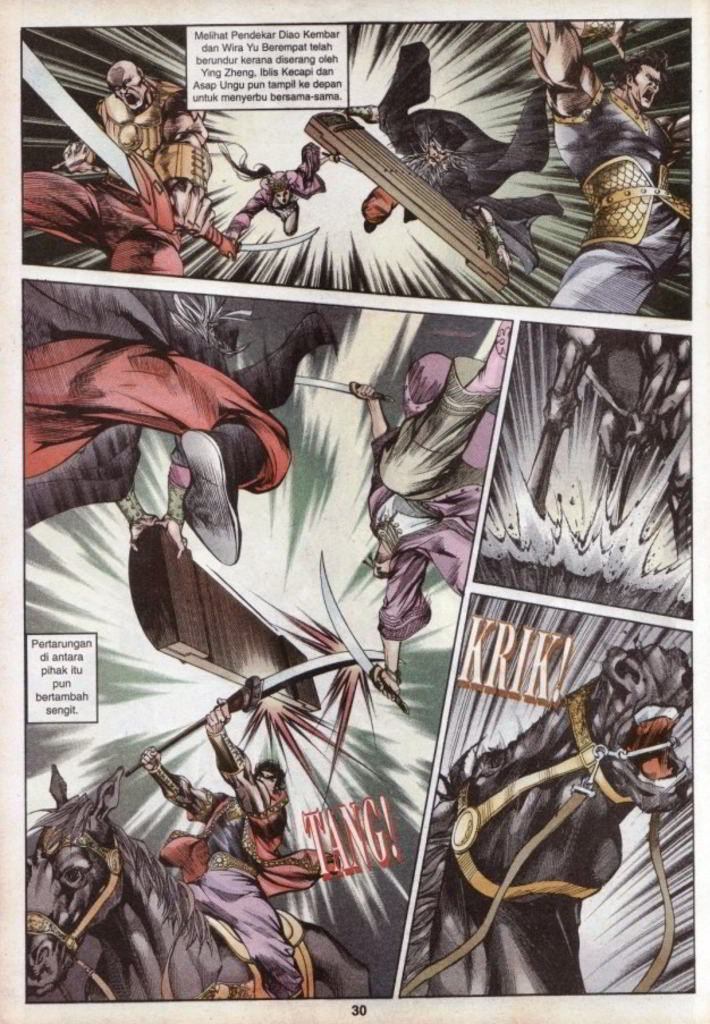 Melihat Pendekar Diao Kembar
dan Wira Yu Berempat telah
berundur kerana diserang oleh
Ying Zheng, Iblis Kecapi dan
Asap Ungu pun tampil ke depan
untuk menyerbu bersama-sama.
Pertarungan
di antara
pihak itu
pun
bertambah
sengit.
KRIK!
TANG!
30